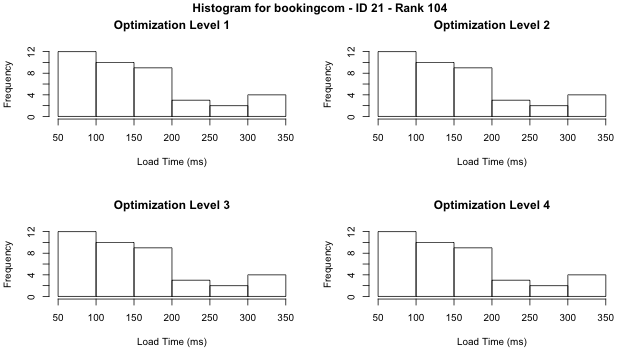 Histogram for bookingcom - ID 21 - Rank 104
Optimization Level 1
Frequency
12
8
4
0
50 100 150 200 250 300 350
Load Time (ms)
Optimization Level 2
Frequency
12
8
4
0
50 100 150 200 250 300 350
Load Time (ms)
Optimization Level 3
Frequency
12
8
4
0
50 100 150 200 250 300 350
Load Time (ms)
Optimization Level 4
Frequency
12
8
4
0
50 100 150 200 250 300 350
Load Time (ms)